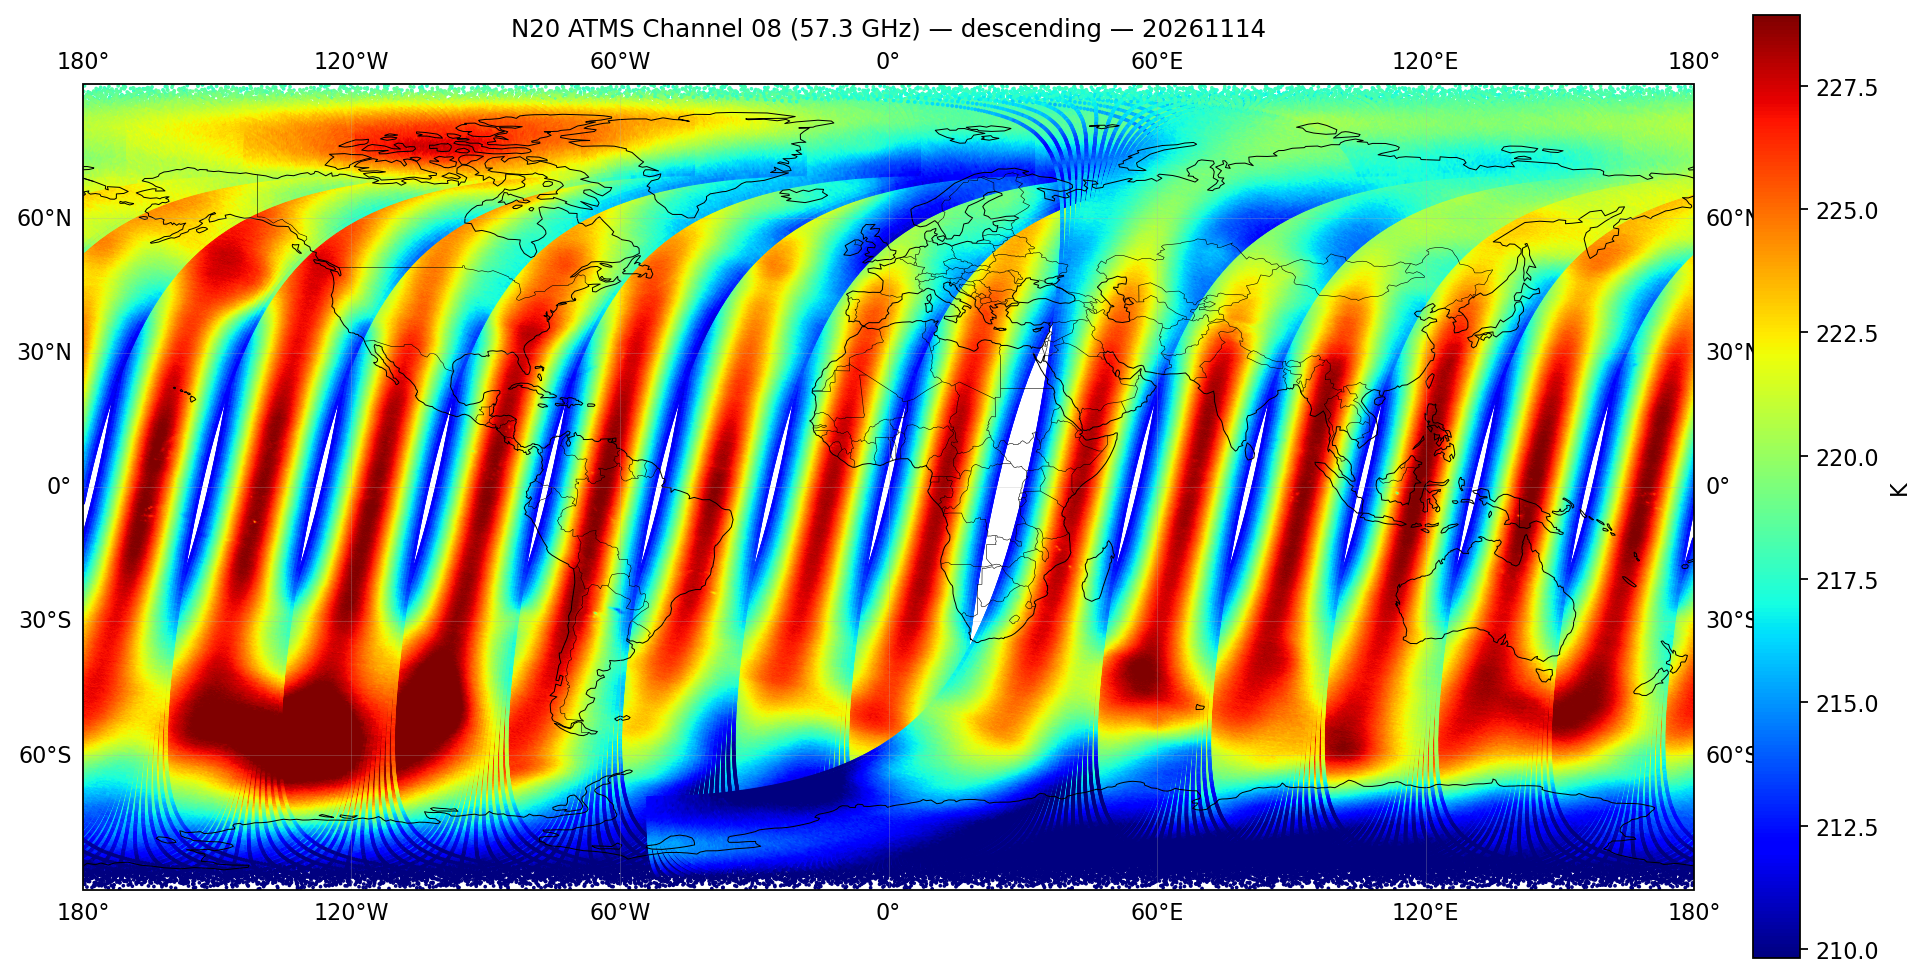 N20 ATMS Channel 08 (57.3 GHz) — descending — 20261114
180° 120°W 60°W 0° 60°E 120°E 180°
60°N 60°N
30°N 30°N
0° 0°
30°S 30°S
60°S 60°S
180° 120°W 60°W 0° 60°E 120°E 180°
227.5
225.0
222.5
220.0
217.5
215.0
212.5
210.0
K